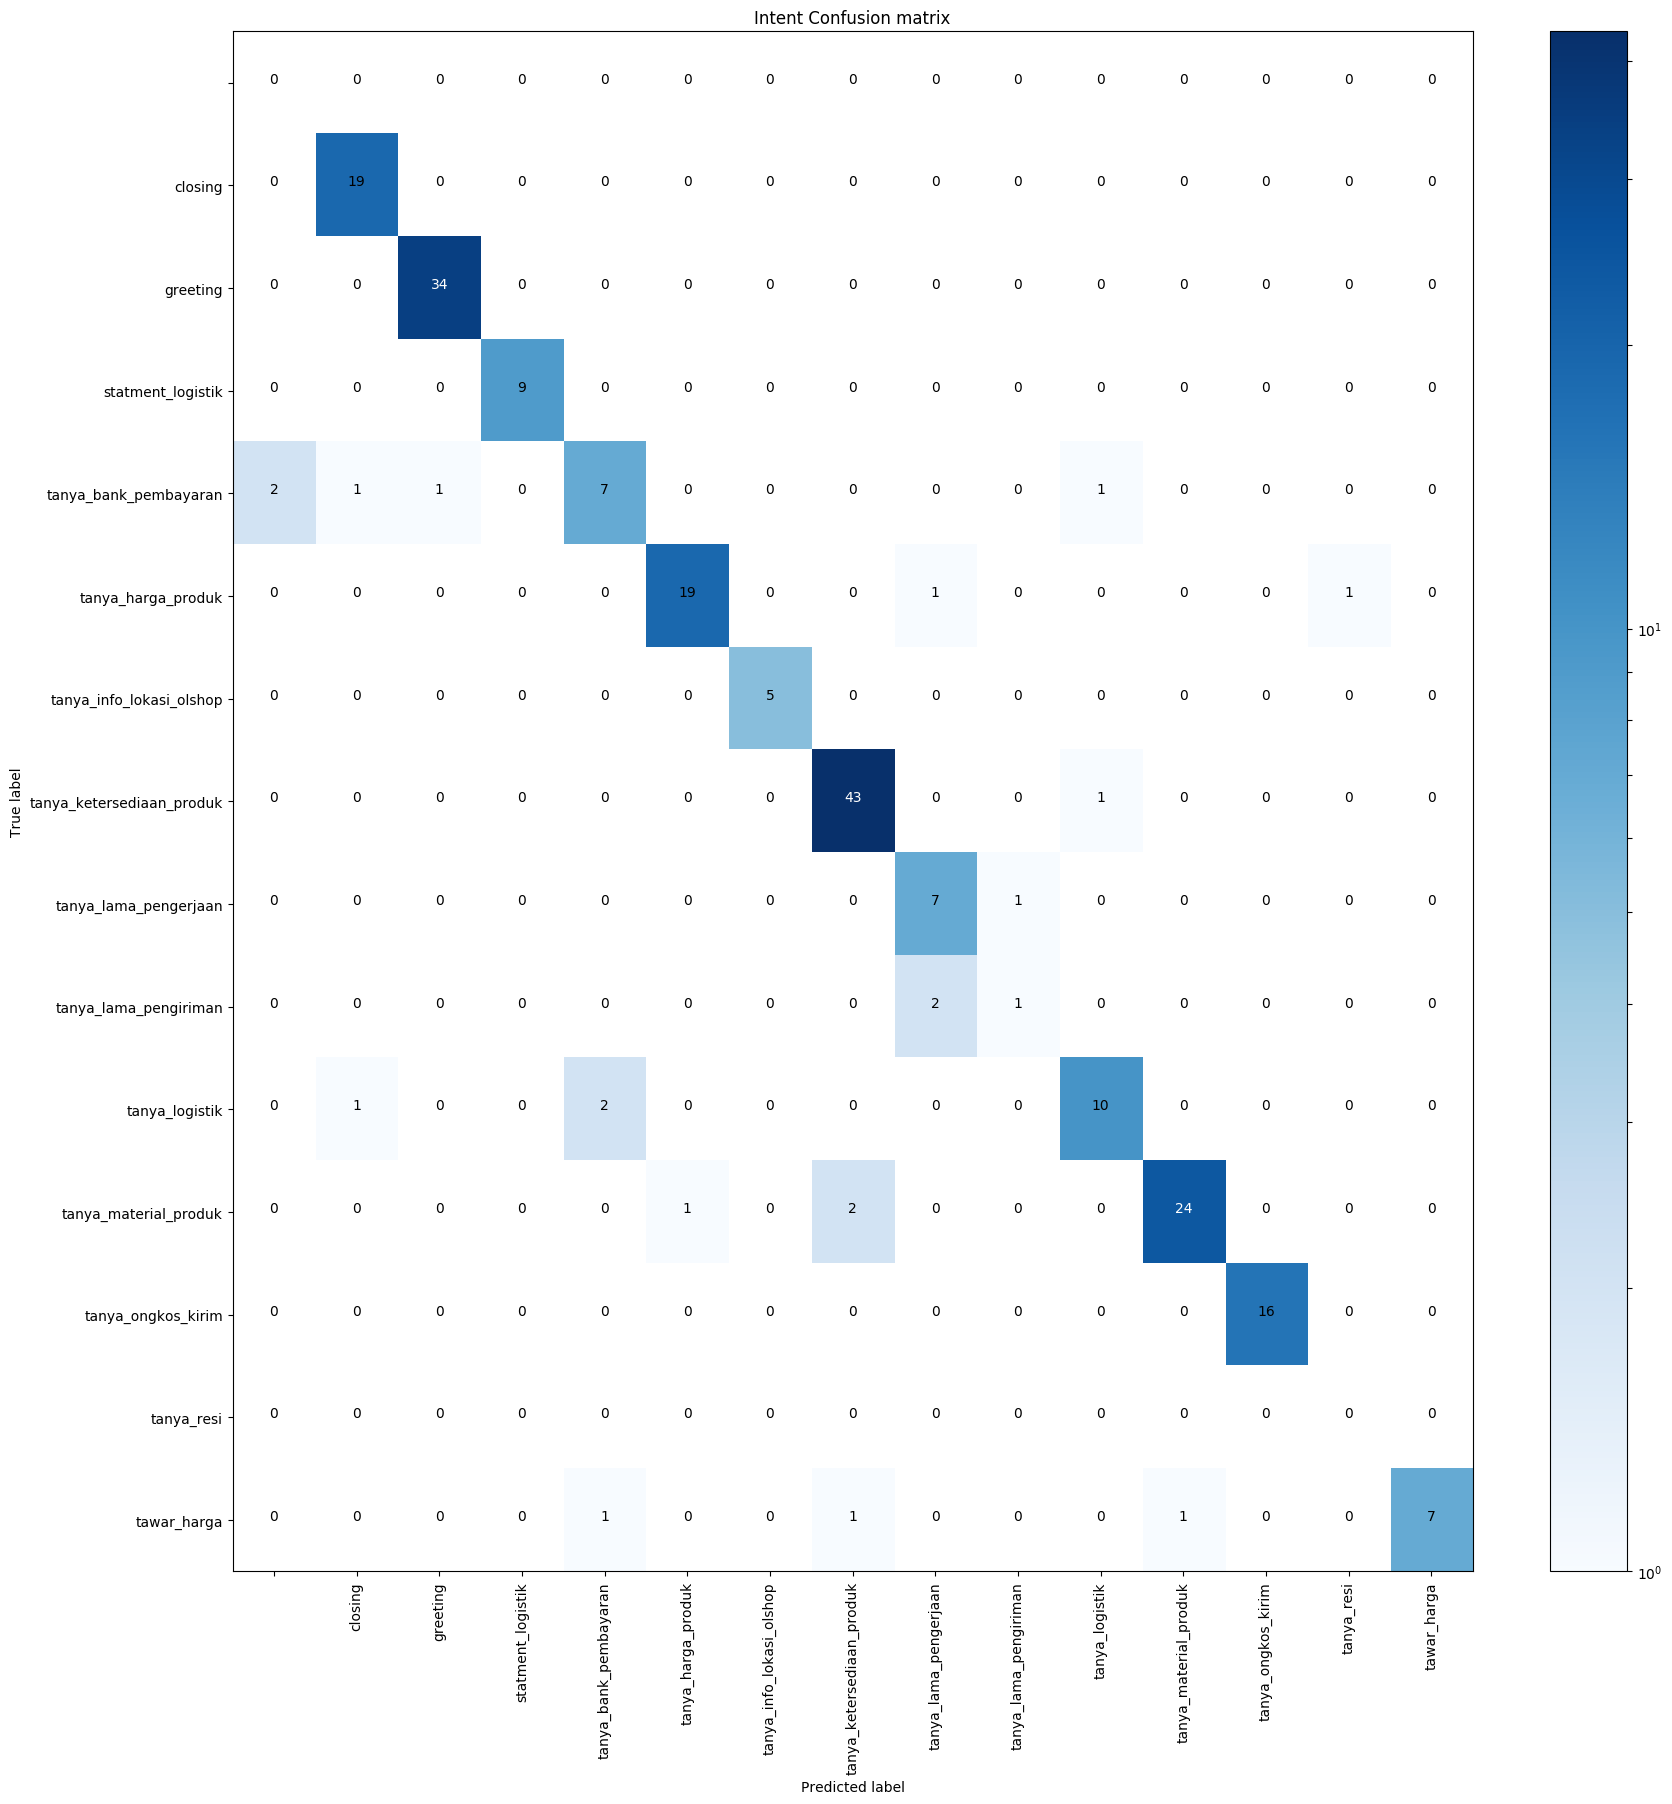 Intent Confusion matrix
0 0 0 0 0 0 0 0 0 0 0 0 0 0 0
closing 0 19 0 0 0 0 0 0 0 0 0 0 0 0 0
greeting 0 0 34 0 0 0 0 0 0 0 0 0 0 0 0
statment_logistik 0 0 0 9 0 0 0 0 0 0 0 0 0 0 0
tanya_bank_pembayaran 2 1 1 0 7 0 0 0 0 0 1 0 0 0 0
tanya_harga_produk 0 0 0 0 0 19 0 0 1 0 0 0 0 1 0
tanya_info_lokasi_olshop 0 0 0 0 0 0 5 0 0 0 0 0 0 0 0
tanya_ketersediaan_produk 0 0 0 0 0 0 0 43 0 0 1 0 0 0 0
tanya_lama_pengerjaan 0 0 0 0 0 0 0 0 7 1 0 0 0 0 0
tanya_lama_pengiriman 0 0 0 0 0 0 0 0 2 1 0 0 0 0 0
tanya_logistik 0 1 0 0 2 0 0 0 0 0 10 0 0 0 0
tanya_material_produk 0 0 0 0 0 1 0 2 0 0 0 24 0 0 0
tanya_ongkos_kirim 0 0 0 0 0 0 0 0 0 0 0 0 16 0 0
tanya_resi 0 0 0 0 0 0 0 0 0 0 0 0 0 0 0
tawar_harga 0 0 0 0 1 0 0 1 0 0 0 1 0 0 7
True label
closing
greeting
statment_logistik
tanya_bank_pembayaran
tanya_harga_produk
tanya_info_lokasi_olshop
tanya_ketersediaan_produk
tanya_lama_pengerjaan
tanya_lama_pengiriman
tanya_logistik
tanya_material_produk
tanya_ongkos_kirim
tanya_resi
tawar_harga
Predicted label
10¹
10⁰